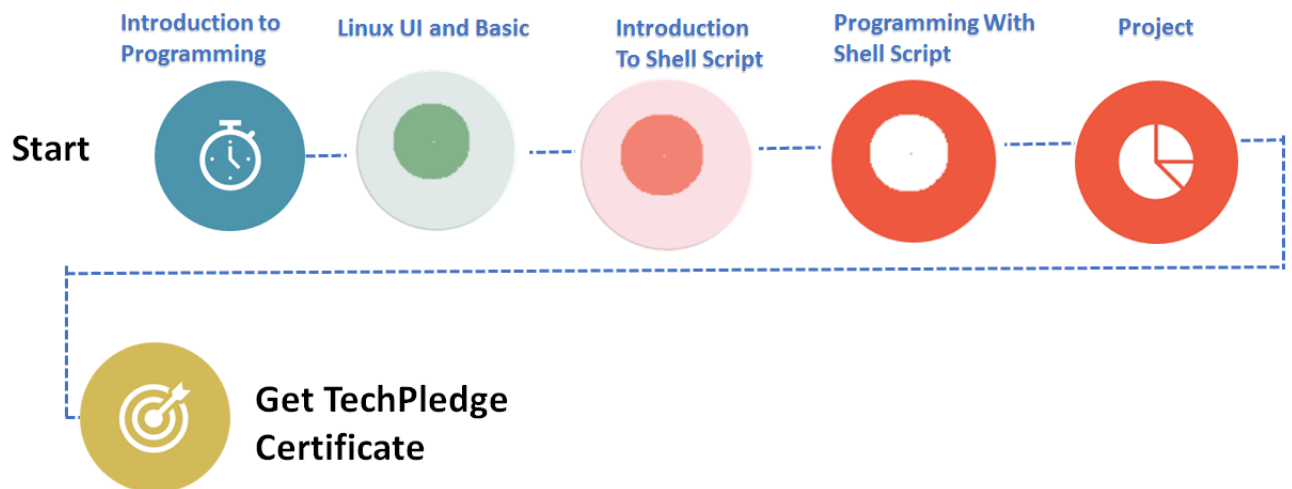 Introduction to
Programming
Linux UI and Basic
Introduction
To Shell Script
Programming With
Shell Script
Project
Start
Get TechPledge
Certificate